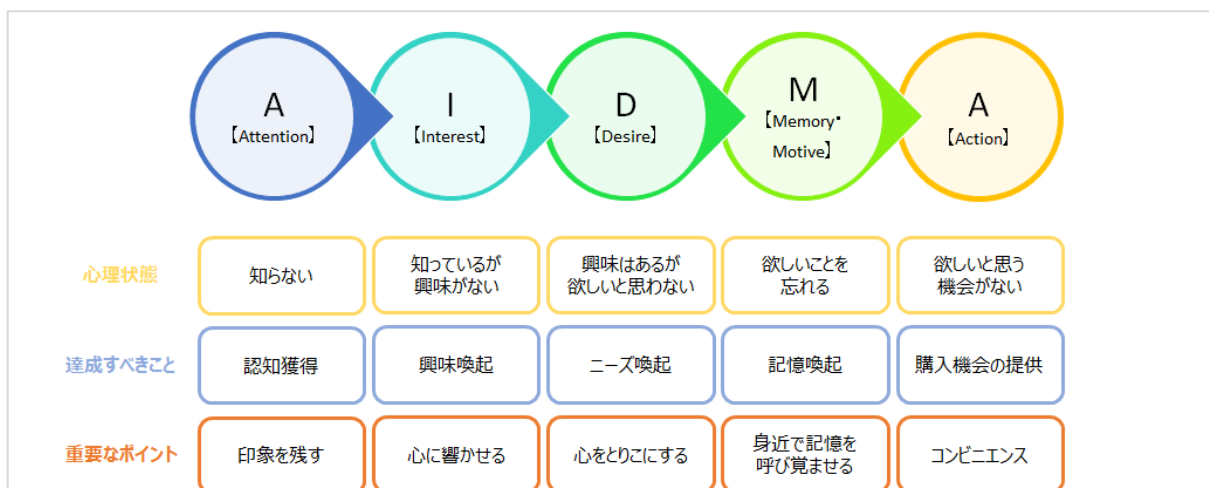 A
【Attention】
I
【Interest】
D
【Desire】
M
【Memory・
Motive】
A
【Action】
心理状態
知らない
知っているが
興味がない
興味はあるが
欲しいと思わない
欲しいことを
忘れる
欲しいと思う
機会がない
達成すべきこと
認知獲得
興味喚起
ニーズ喚起
記憶喚起
購入機会の提供
重要なポイント
印象を残す
心に響かせる
心をとりこにする
身近で記憶を
呼び覚ませる
コンビニエンス